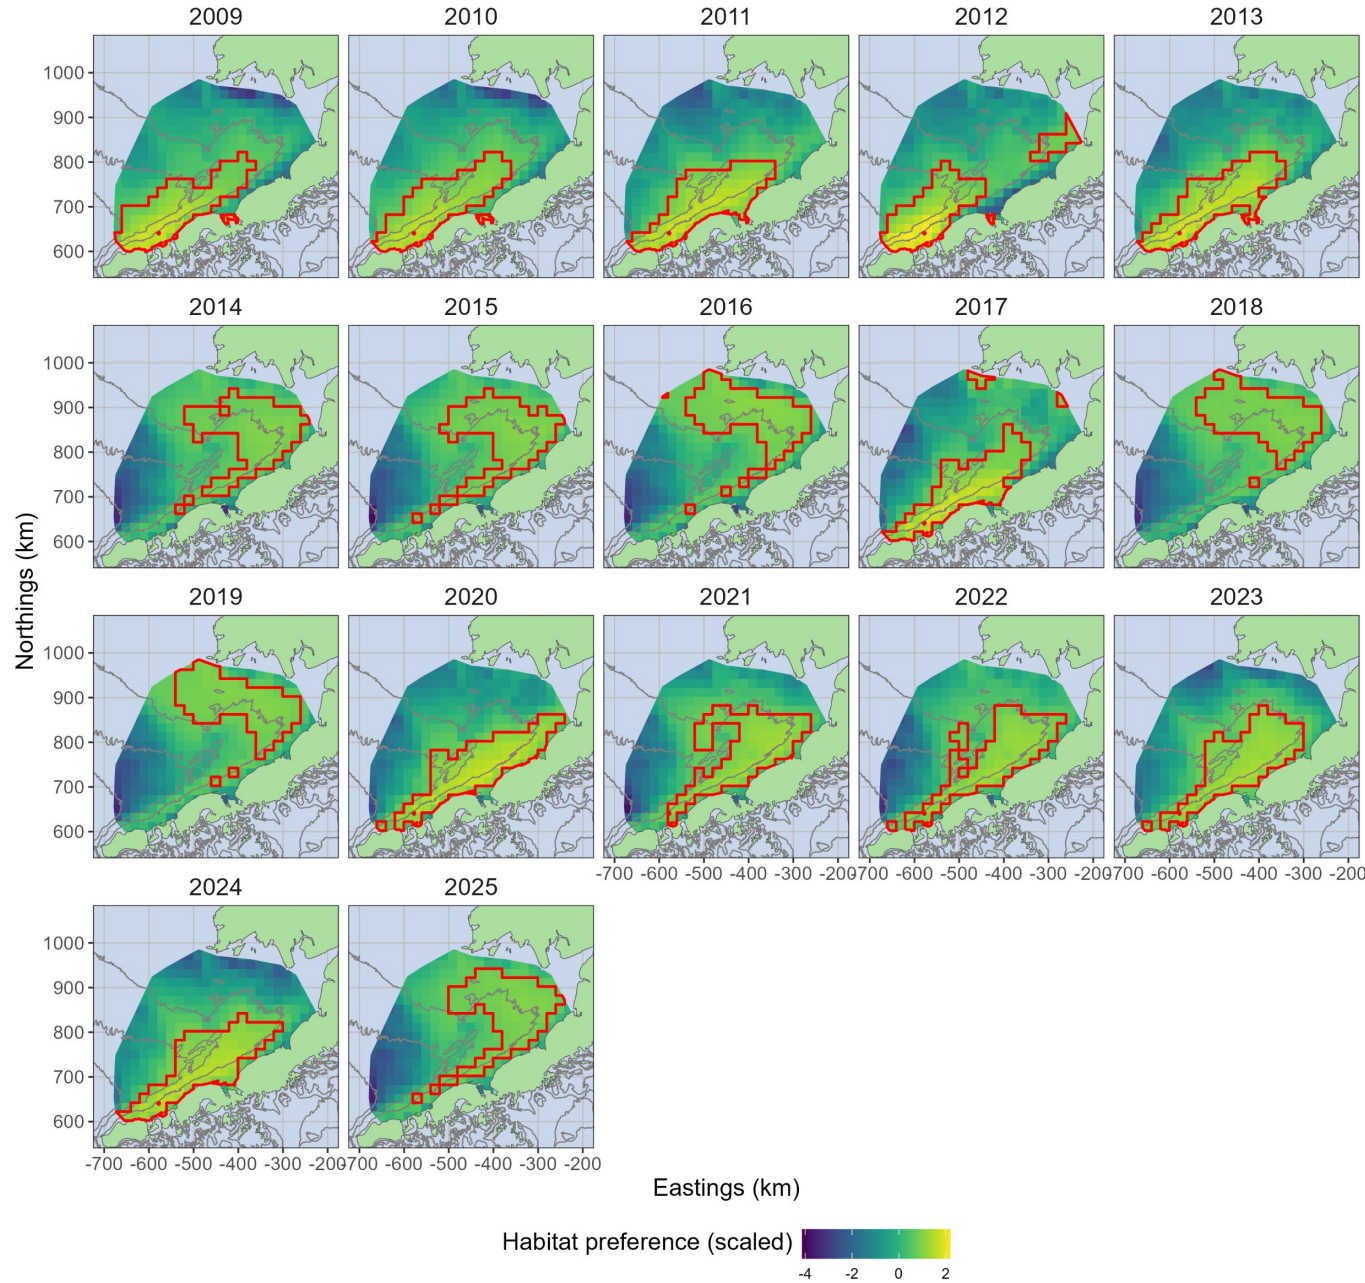 2009 2010 2011 2012 2013
1000
900
800
700
600
2014 2015 2016 2017 2018
1000
900
800
700
600
2019 2020 2021 2022 2023
1000
900
800
700
600
-700 -600 -500 -400 -300 -200 -700 -600 -500 -400 -300 -200 -700 -600 -500 -400 -300 -200
2024 2025
1000
900
800
700
600
-700 -600 -500 -400 -300 -200 -700 -600 -500 -400 -300 -200
Northings (km)
Eastings (km)
Habitat preference (scaled)
-4 -2 0 2